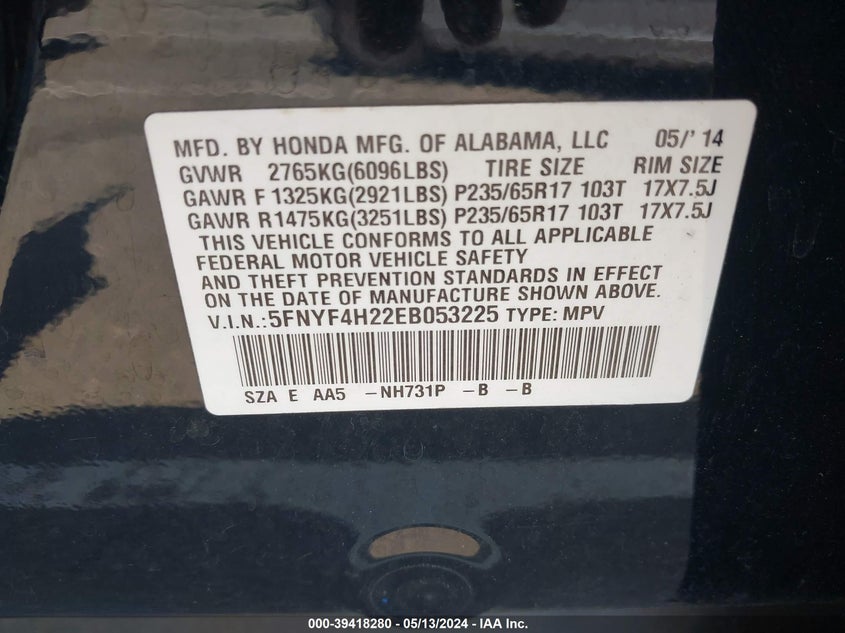 MFD. BY HONDA MFG. OF ALABAMA, LLC 05/' 14
GVWR 2765KG(6096LBS) TIRE SIZE RIM SIZE
GAWR F 1325KG(2921LBS) P235/65R17 103T 17X7.5J
GAWR R1475KG(3251LBS) P235/65R17 103T 17X7.5J
THIS VEHICLE CONFORMS TO ALL APPLICABLE
FEDERAL MOTOR VEHICLE SAFETY
AND THEFT PREVENTION STANDARDS IN EFFECT
ON THE DATE OF MANUFACTURE SHOWN ABOVE.
V.I.N.:5FNYF4H22EB053225 TYPE: MPV
SZA E AA5 -NH731P -B -B
000-39418280 - 05/13/2024 - IAA Inc.